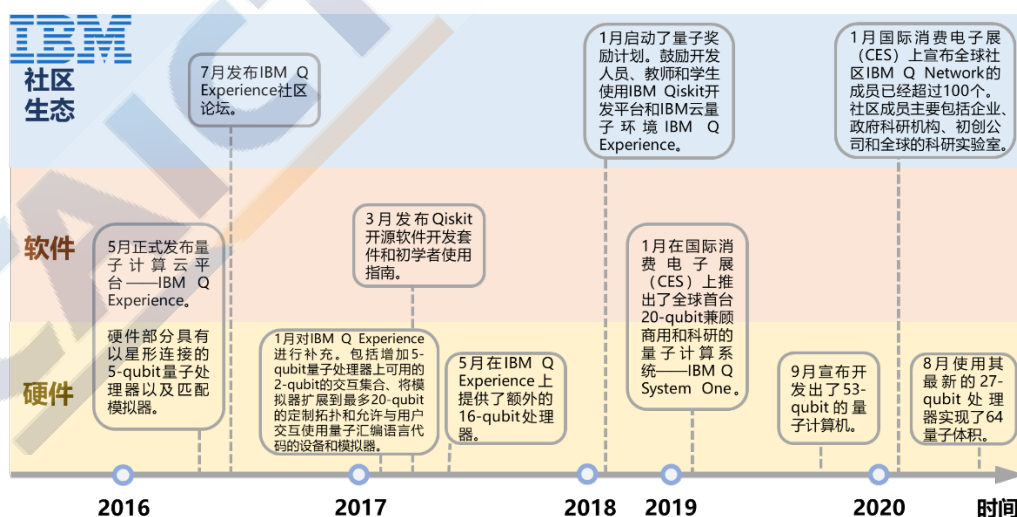 IBM
社区
生态
7月发布IBM Q
Experience社区
论坛。
1月启动了量子奖
励计划。鼓励开发
人员、教师和学生
使用IBM Qiskit开
发平台和IBM云量
子环境IBM Q
Experience。
1月国际消费电子展
（CES）上宣布全球社
区IBM Q Network的
成员已经超过100个。
社区成员主要包括企业、
政府科研机构、初创公
司和全球的科研实验室。
软件
5月正式发布量
子计算云平
台——IBM Q
Experience。
硬件部分具有
以星形连接的
5-qubit量子处
理器以及匹配
模拟器。
3月发布Qiskit
开源软件开发套
件和初学者使用
指南。
1月在国际消
费电子展
（CES）上推
出了全球首台
20-qubit兼顾
商用和科研的
量子计算系
统——IBM Q
System One。
硬件
1月对IBM Q Experience
进行补充。包括增加5-
qubit量子处理器上可用的
2-qubit的交互集合、将模
拟器扩展到最多20-qubit
的定制拓扑和允许与用户
交互使用量子汇编语言代
码的设备和模拟器。
5月在IBM Q
Experience上
提供了额外的
16-qubit处理
器。
9月宣布开
发出了53-
qubit的量
子计算机。
8月使用其
最新的27-
qubit处理
器实现了64
量子体积。
2016
2017
2018
2019
2020
时间
CAICT